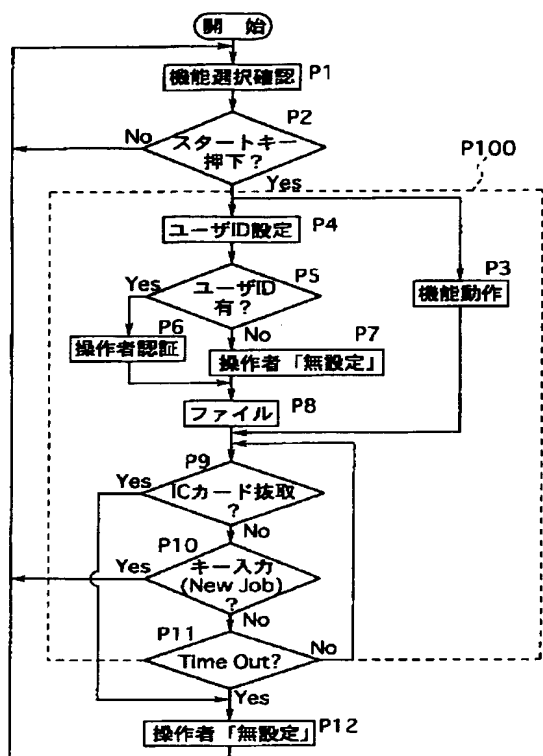 開 始
機能選択確認 P1
P2
No
スタートキー
押下?
Yes
P100
ユーザID設定 P4
P3
機能動作
P5
Yes
ユーザID
有?
No
P6
操作者認証
P7
操作者「無設定」
ファイル P8
P9
Yes
ICカード抜取
?
No
P10
Yes
キー入力
(New Job)
?
No
P11
Time Out?
No
Yes
操作者「無設定」 P12